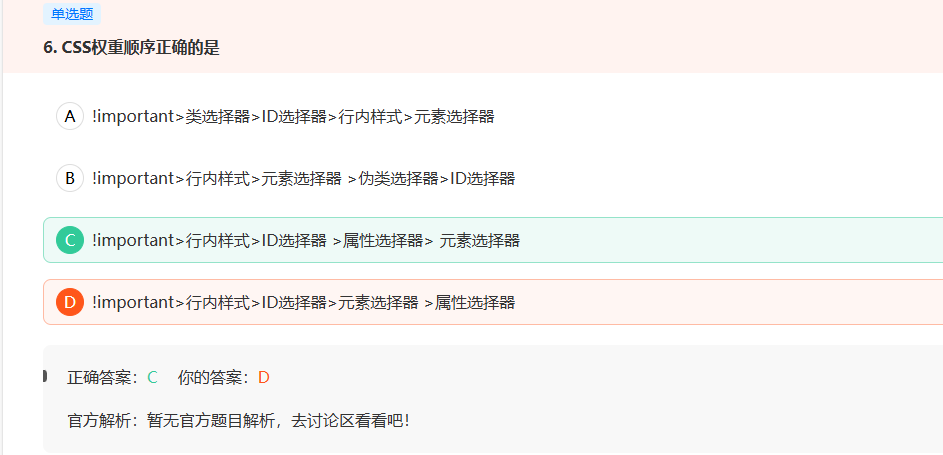 单选题
6. CSS权重顺序正确的是
A !important>类选择器>ID选择器>行内样式>元素选择器
B !important>行内样式>元素选择器 >伪类选择器>ID选择器
C !important>行内样式>ID选择器 >属性选择器> 元素选择器
D !important>行内样式>ID选择器>元素选择器 >属性选择器
正确答案：C 你的答案：D
官方解析：暂无官方题目解析，去讨论区看看吧！